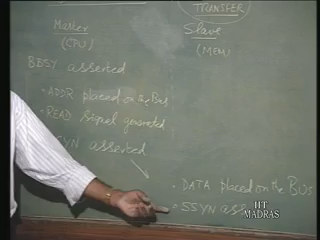 TRANSFER
Master
(CPU)
Slave
(MEM)
BBSY asserted
• ADDR placed on the Bus
• READ signal generated
SYN asserted
• DATA placed on the BUS
• SSYN
IIT
MADRAS